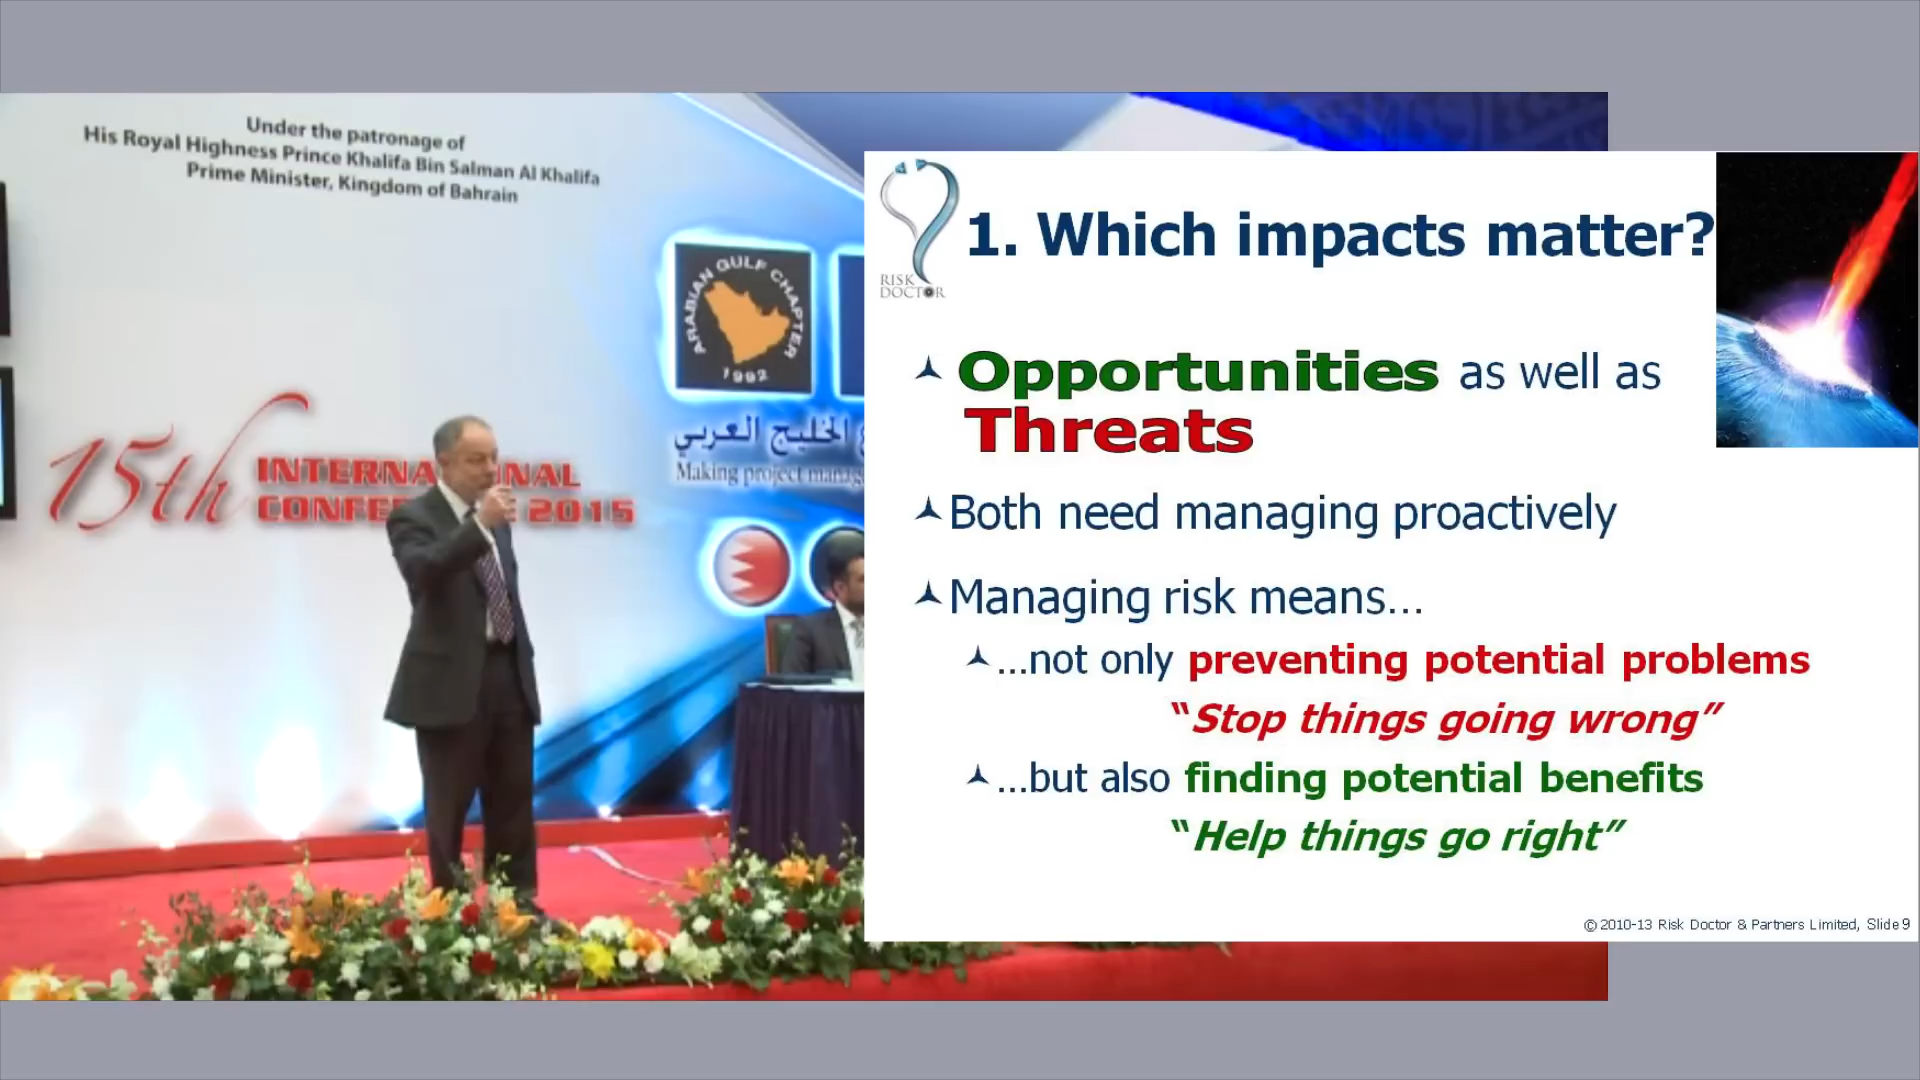 Under the patronage of
His Royal Highness Prince Khalifa Bin Salman Al Khalifa
Prime Minister, Kingdom of Bahrain
ARABIAN GULF CHAPTER
1992
الخليج العربي
Making project
15th INTERNATIONAL
CONFE E 2015
RISK
DOCTOR
1. Which impacts matter?
Opportunities as well as
Threats
Both need managing proactively
Managing risk means...
...not only preventing potential problems
“Stop things going wrong”
...but also finding potential benefits
“Help things go right”
© 2010-13 Risk Doctor & Partners Limited, Slide 9